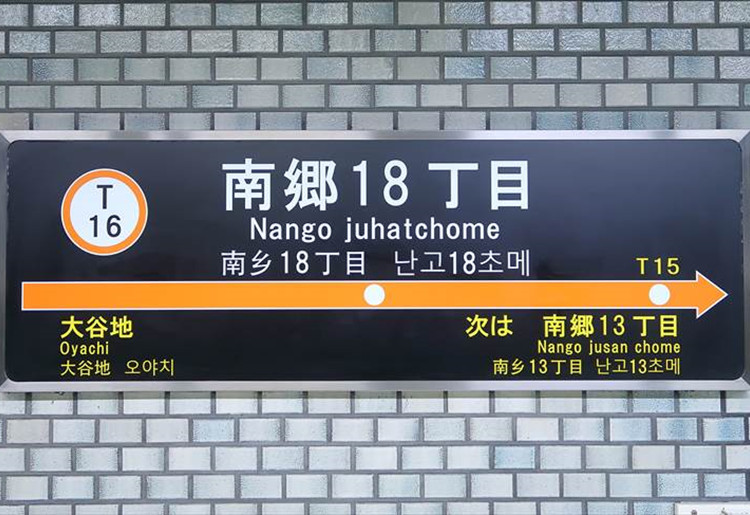 T
16
南郷18丁目
Nango juhatchome
南乡18丁目 난고18초메
T15
大谷地
Oyachi
大谷地 오야치
次は 南郷13丁目
Nango jusan chome
南乡13丁目 난고13초메